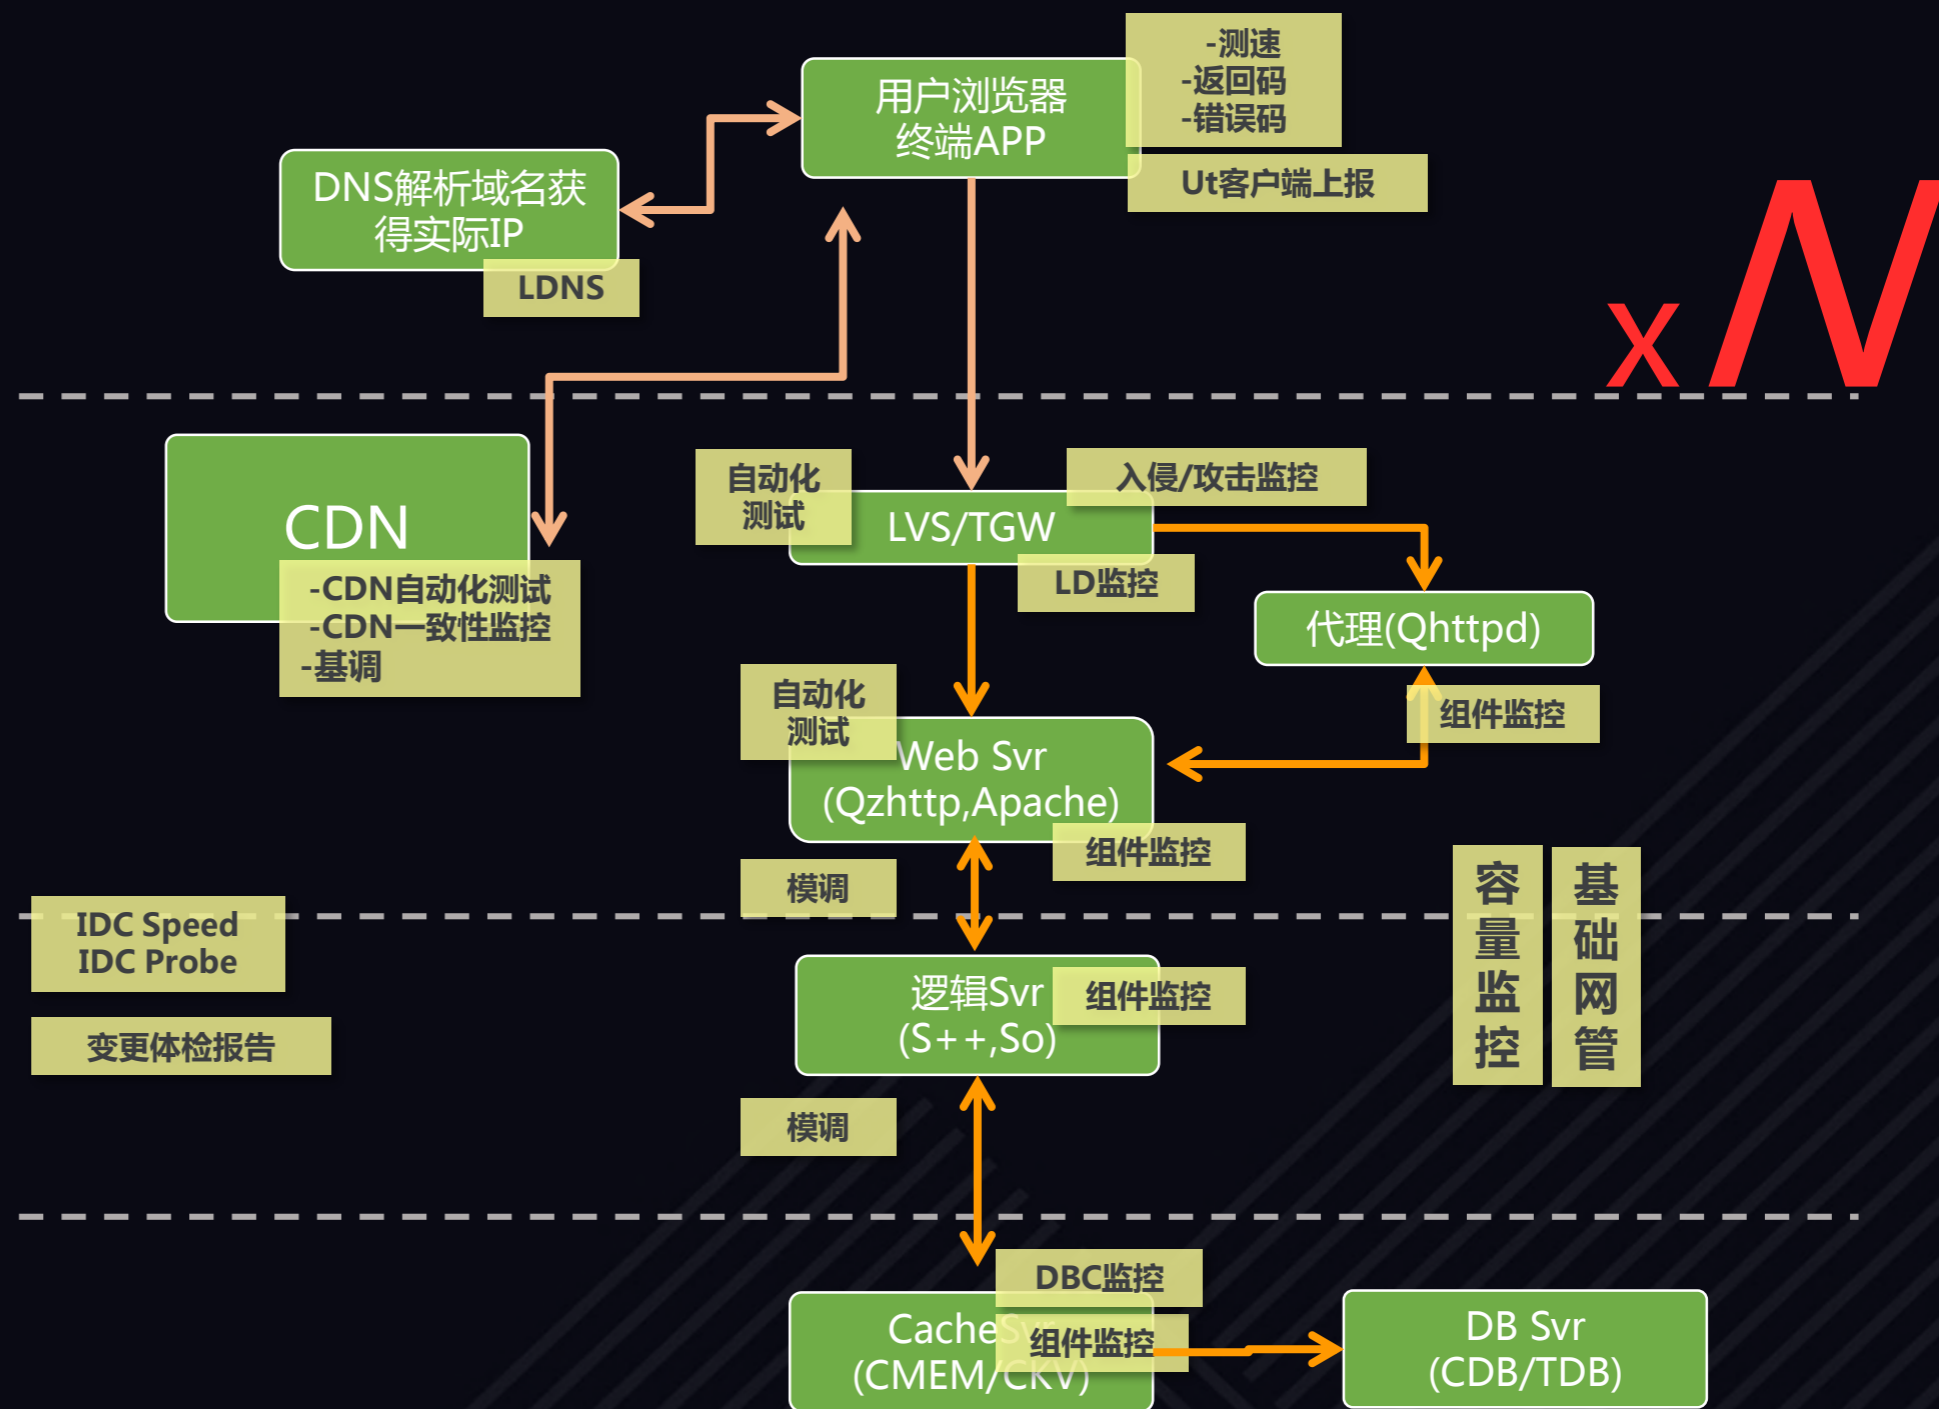 -测速
-返回码
-错误码
用户浏览器
终端APP
Ut客户端上报
DNS解析域名获
得实际IP
LDNS
x N
CDN
-CDN自动化测试
-CDN一致性监控
-基调
自动化
测试
入侵/攻击监控
LVS/TGW
LD监控
代理(Qhttpd)
组件监控
自动化
测试
Web Svr
(Qzhttp,Apache)
组件监控
模调
容量监控
基础网管
IDC Speed
IDC Probe
变更体检报告
逻辑Svr
(S++,So)
组件监控
模调
DBC监控
CacheSvr
组件监控
(CMEM/CKV)
DB Svr
(CDB/TDB)